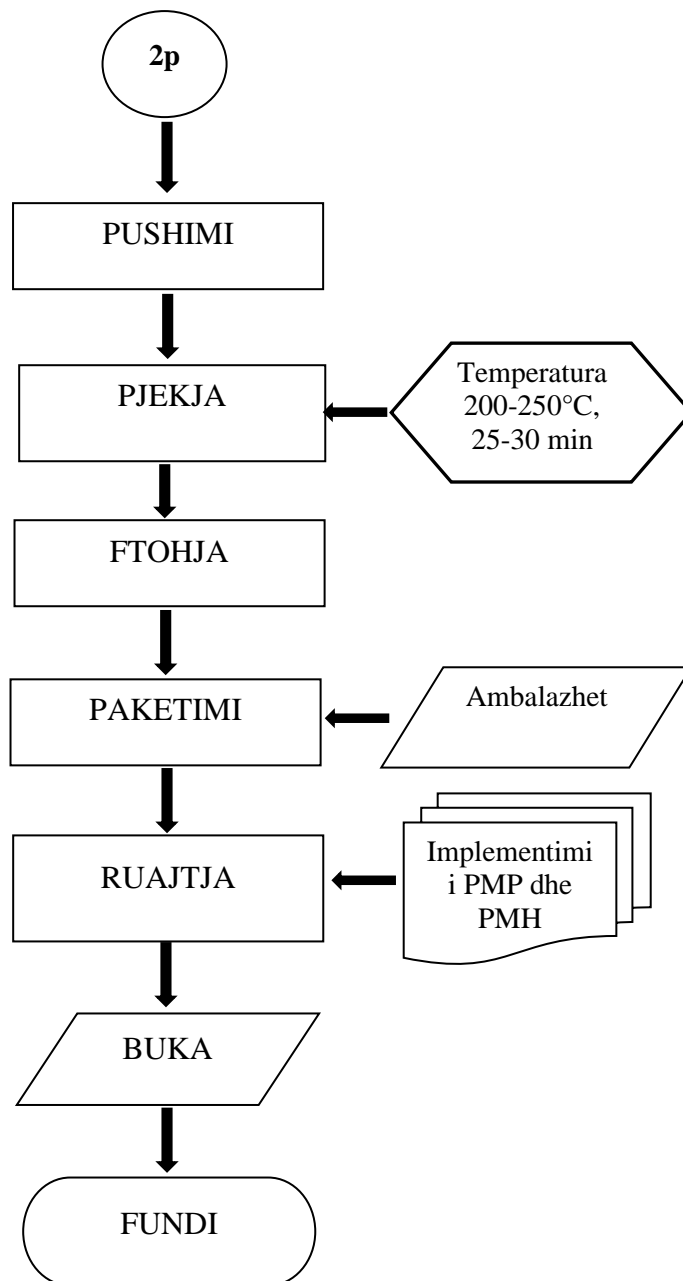 2p
PUSHIMI
PJEKJA
Temperatura
200-250°C,
25-30 min
FTOHJA
PAKETIMI
Ambalazhet
RUAJTJA
Implementimi
i PMP dhe
PMH
BUKA
FUNDI